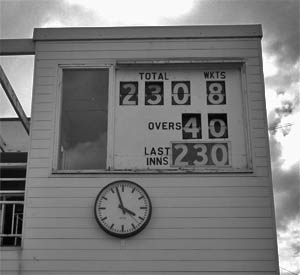 TOTAL WKTS
230 8
OVERS 40
LAST
INNS 230